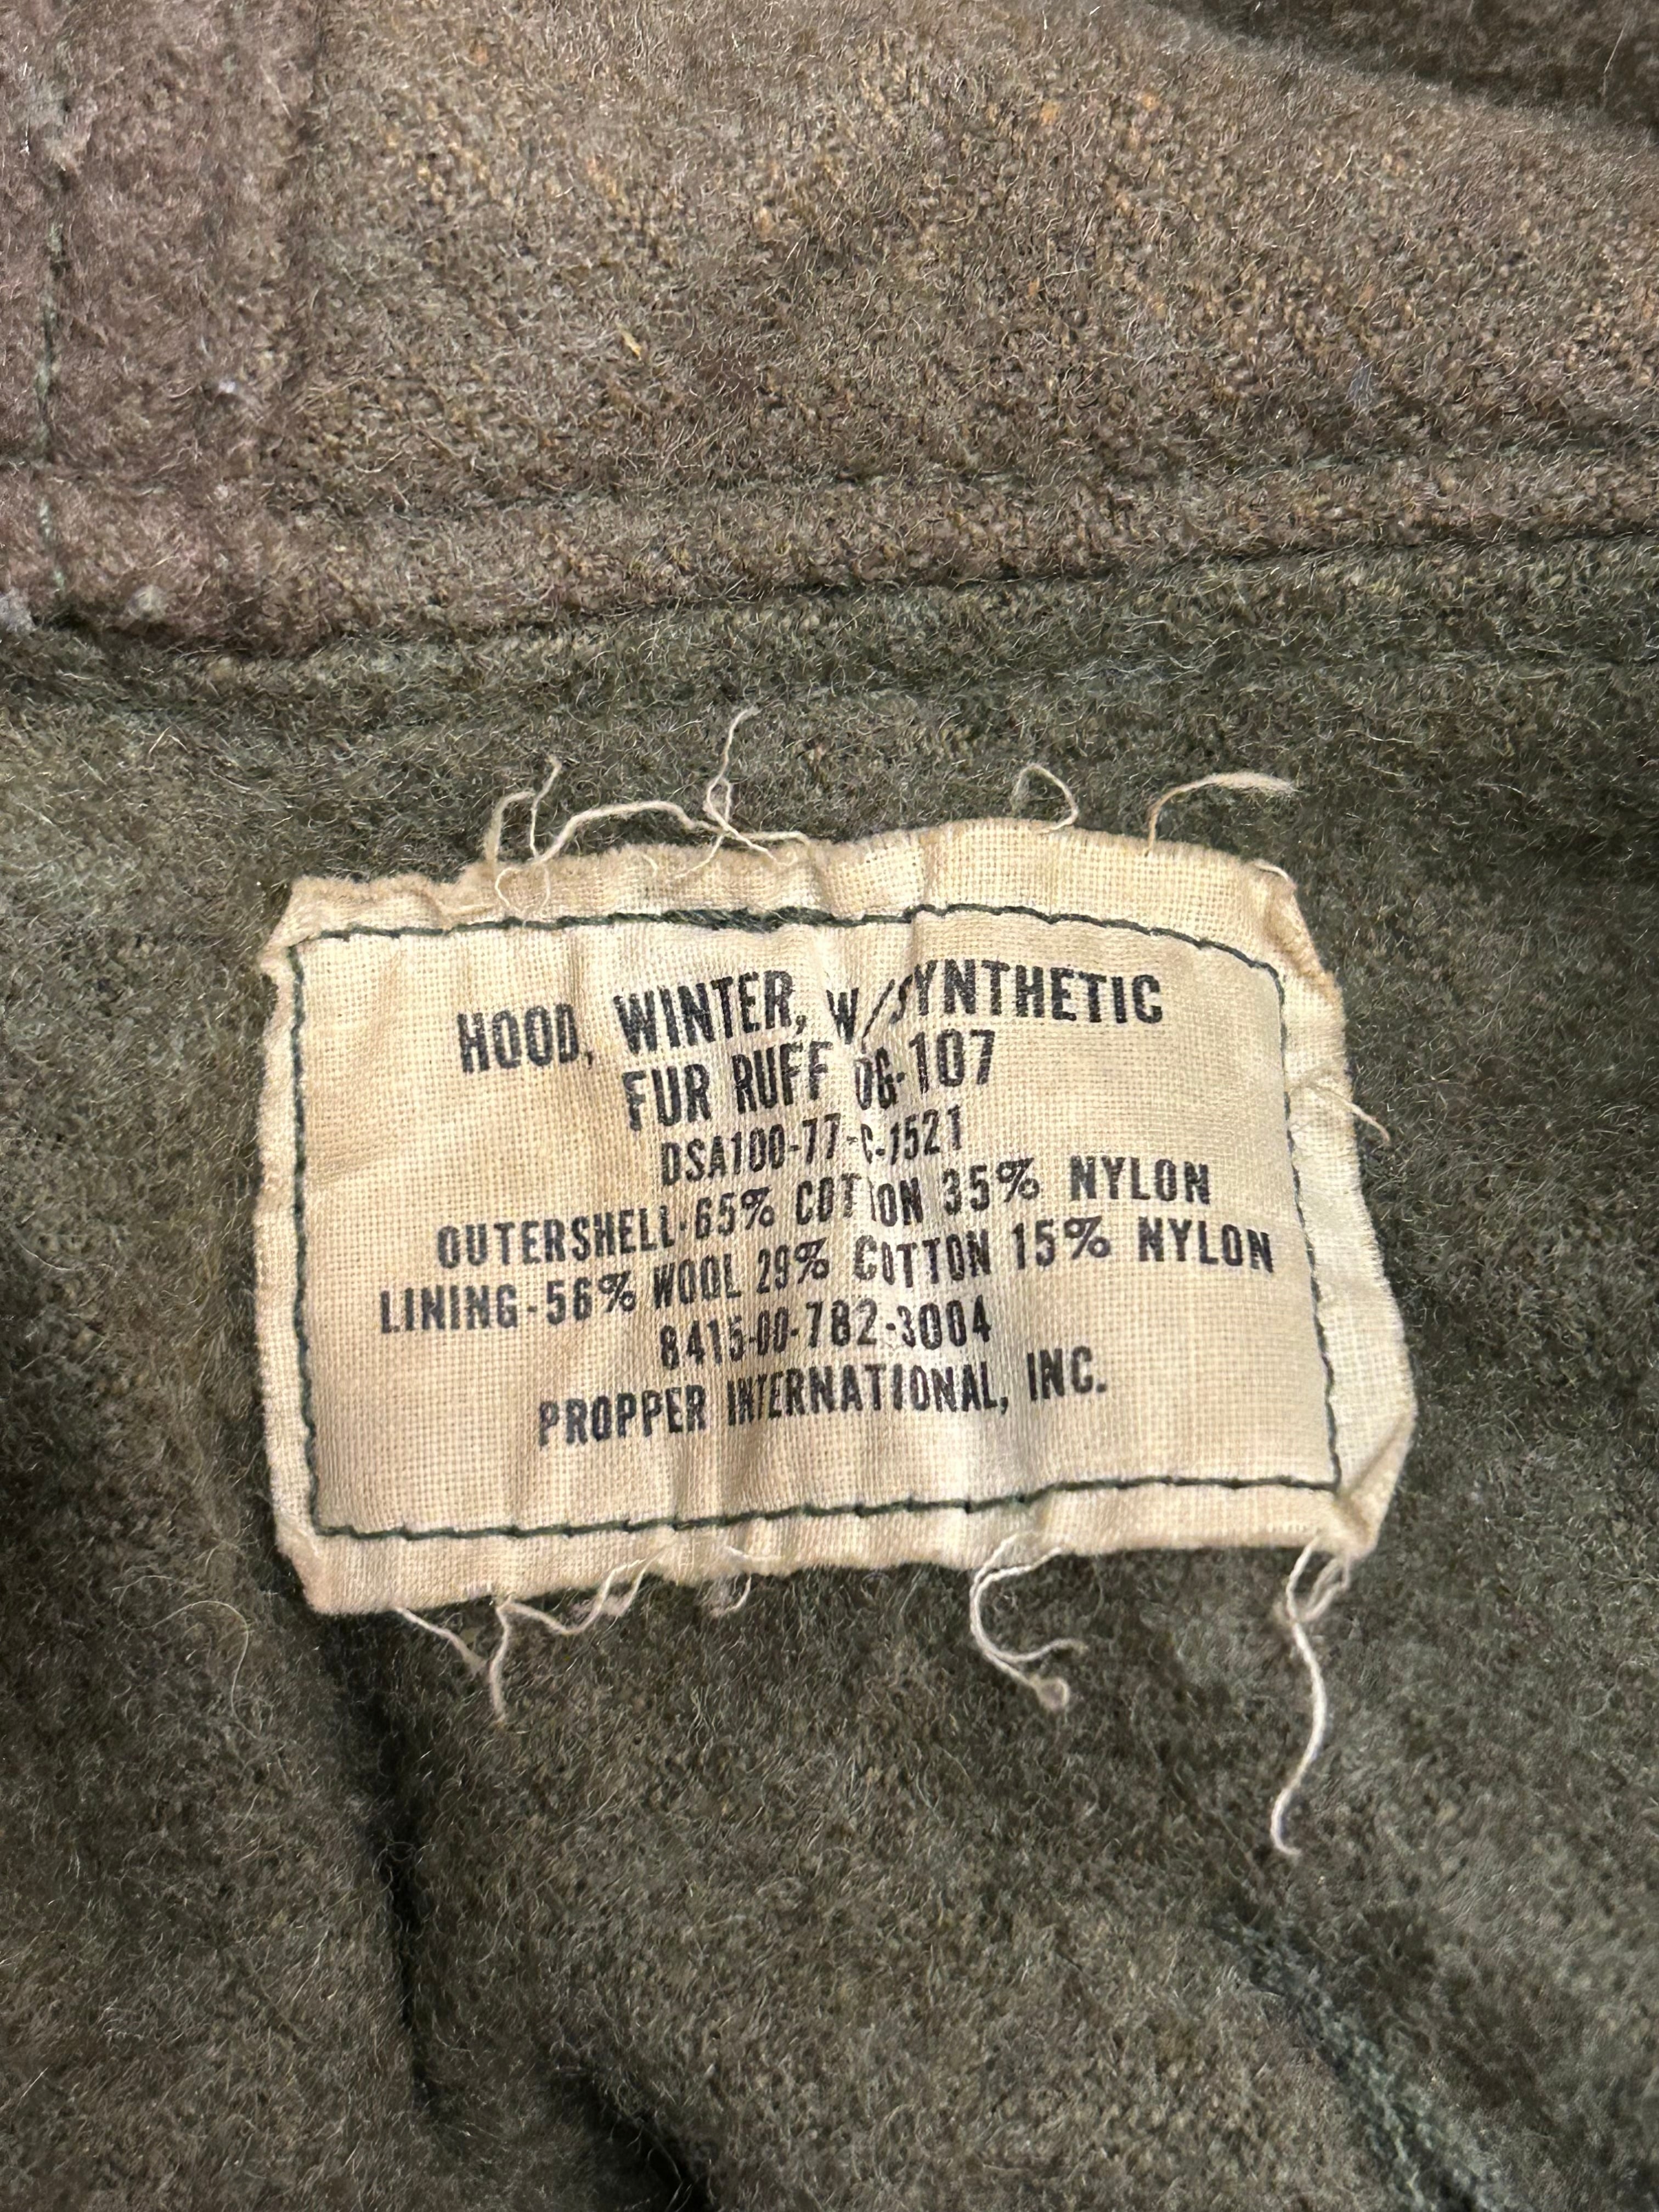 HOOD, WINTER, W/SYNTHETIC
FUR RUFF OG-107
DSA100-77-C-1521
OUTERSHELL-65% COTTON 35% NYLON
LINING-56% WOOL 29% COTTON 15% NYLON
8415-00-782-3004
PROPPER INTERNATIONAL, INC.